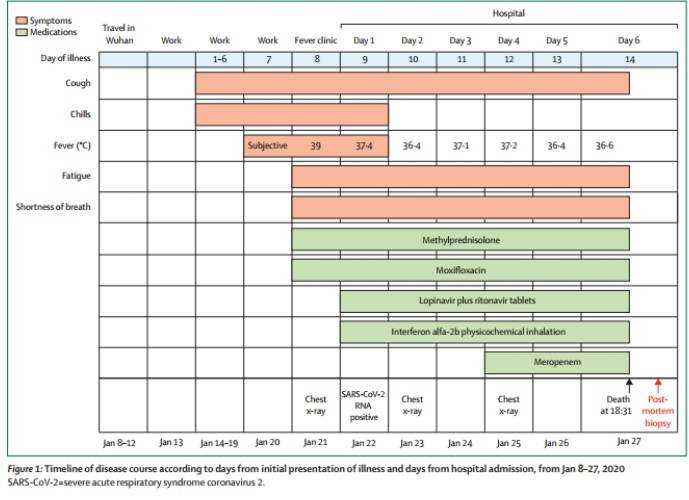 Symptoms
Medications
Hospital
Travel in
Wuhan
Work
Work
Work
Fever clinic
Day 1
Day 2
Day 3
Day 4
Day 5
Day 6
Day of illness 1–6 7 8 9 10 11 12 13 14
Cough
Chills
Fever (°C) Subjective 39 37·4 36·4 37·1 37·2 36·4 36·6
Fatigue
Shortness of breath
Methylprednisolone
Moxifloxacin
Lopinavir plus ritonavir tablets
Interferon alfa-2b physicochemical inhalation
Meropenem
Chest
x-ray
SARS-CoV-2
RNA
positive
Chest
x-ray
Chest
x-ray
Death
at 18:31
Post-
mortem
biopsy
Jan 8–12 Jan 13 Jan 14–19 Jan 20 Jan 21 Jan 22 Jan 23 Jan 24 Jan 25 Jan 26 Jan 27
Figure 1: Timeline of disease course according to days from initial presentation of illness and days from hospital admission, from Jan 8–27, 2020
SARS-CoV-2=severe acute respiratory syndrome coronavirus 2.